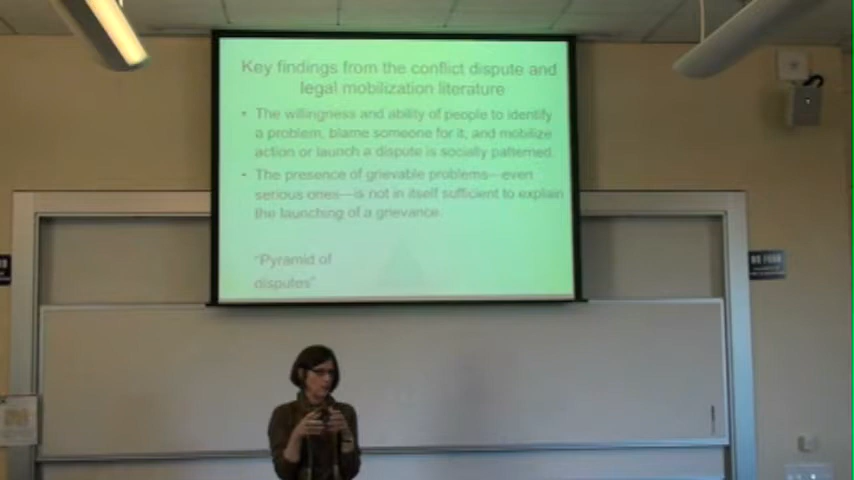 Key findings from the conflict dispute and
legal mobilization literature
• The willingness and ability of people to identify
a problem, blame someone for it, and mobilize
action or launch a dispute is socially patterned.
• The presence of grievable problems—even
serious ones—is not in itself sufficient to explain
the launching of a grievance.
"Pyramid of
disputes"